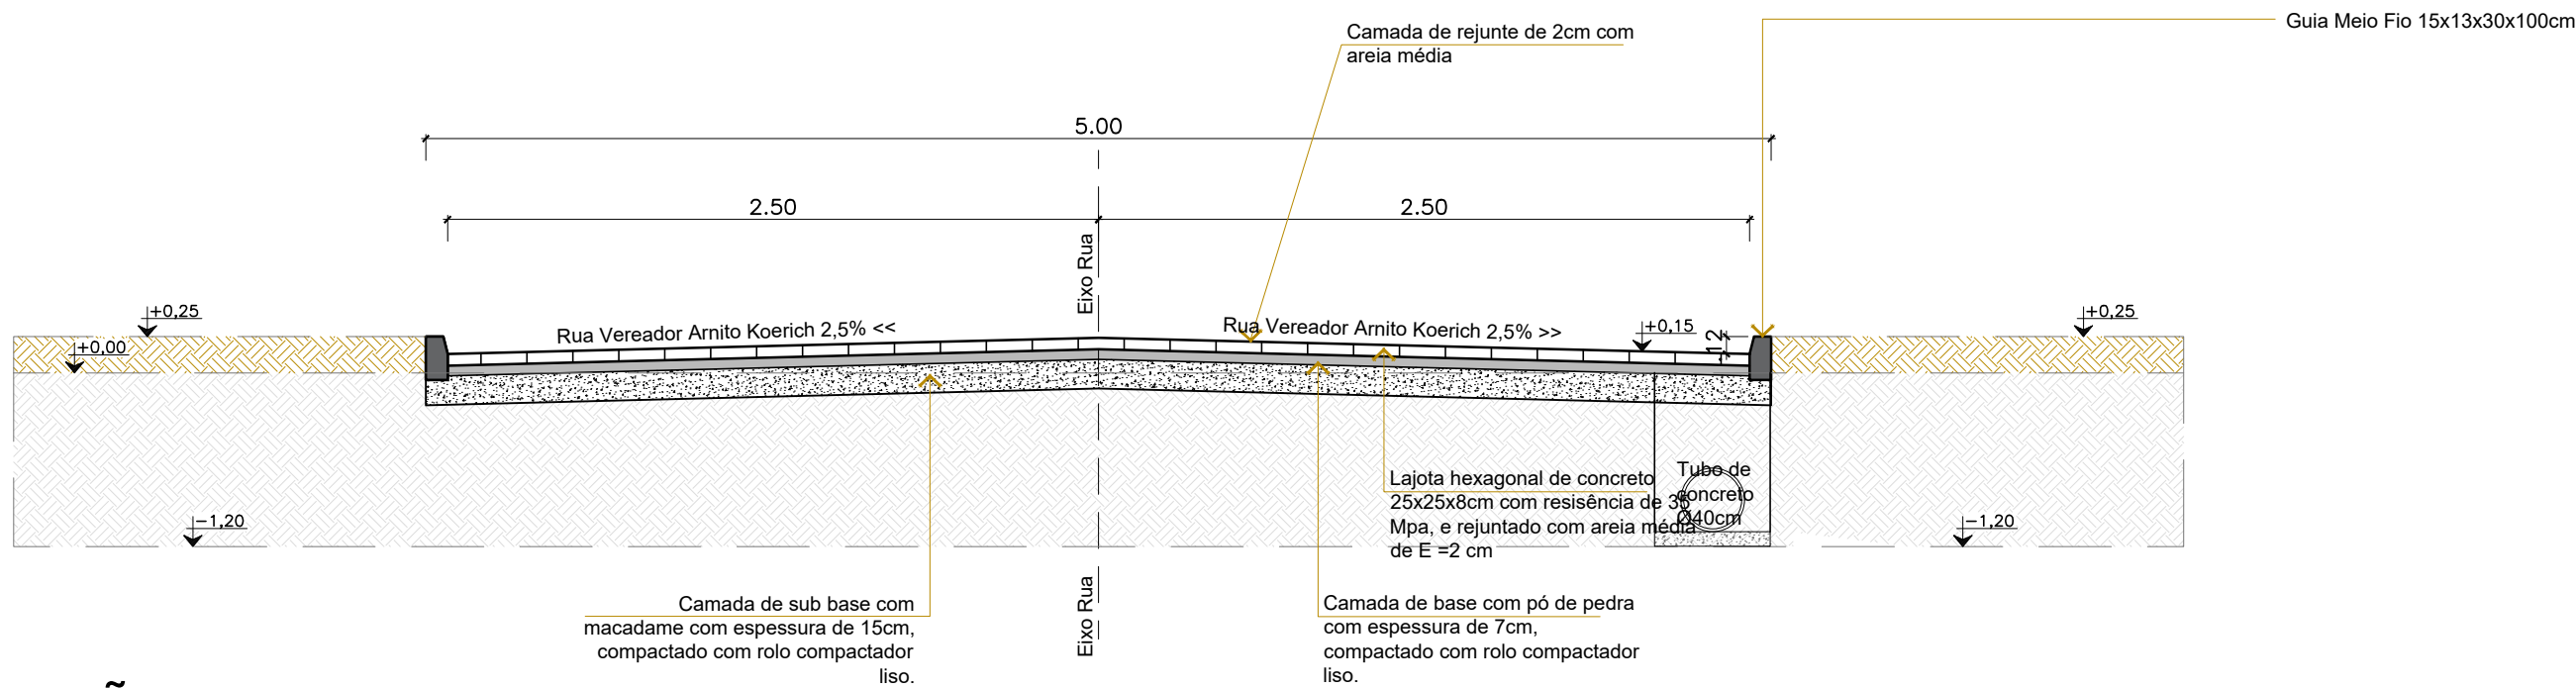 Camada de rejunte de 2cm com
areia média
Guia Meio Fio 15x13x30x100cm
5.00
2.50
2.50
Eixo Rua
+0,25
+0,00
Rua Vereador Arnito Koerich 2,5% <<
Rua Vereador Arnito Koerich 2,5% >>
+0,15
.12
+0,25
-1,20
Lajota hexagonal de concreto
25x25x8cm com resisência de 35
Mpa, e rejuntado com areia média
de E =2 cm
Tubo de
concreto
Ø40cm
-1,20
Camada de sub base com
macadame com espessura de 15cm,
compactado com rolo compactador
liso.
Eixo Rua
Camada de base com pó de pedra
com espessura de 7cm,
compactado com rolo compactador
liso.